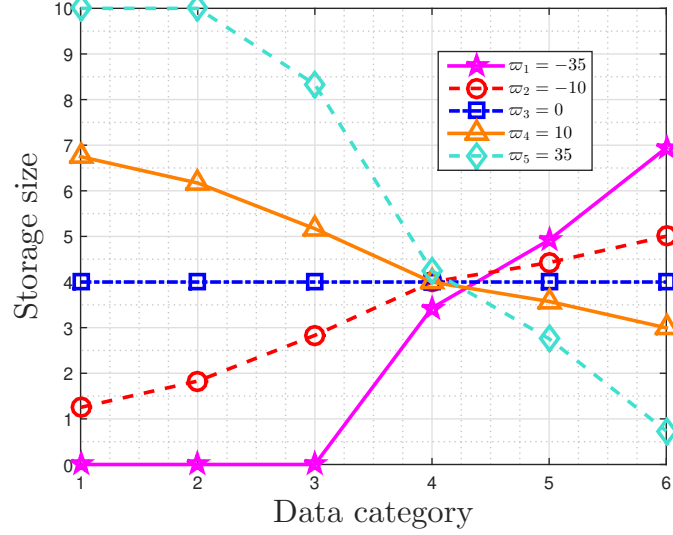 10
9
8
7
6
5
4
3
2
1
0
Storage size
ϖ₁ = −35
ϖ₂ = −10
ϖ₃ = 0
ϖ₄ = 10
ϖ₅ = 35
1 2 3 4 5 6
Data category